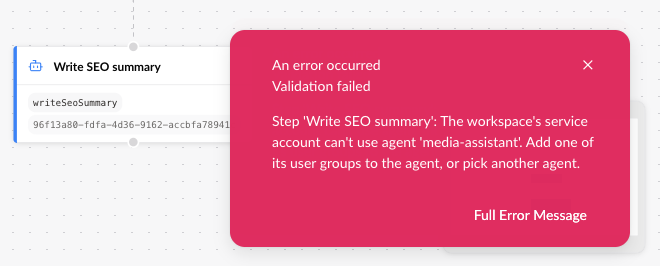 Write SEO summary
writeSeoSummary
96f13a80-fdfa-4d36-9162-accbfa78941
An error occurred
Validation failed
Step 'Write SEO summary': The workspace's service
account can't use agent 'media-assistant'. Add one of
its user groups to the agent, or pick another agent.
Full Error Message